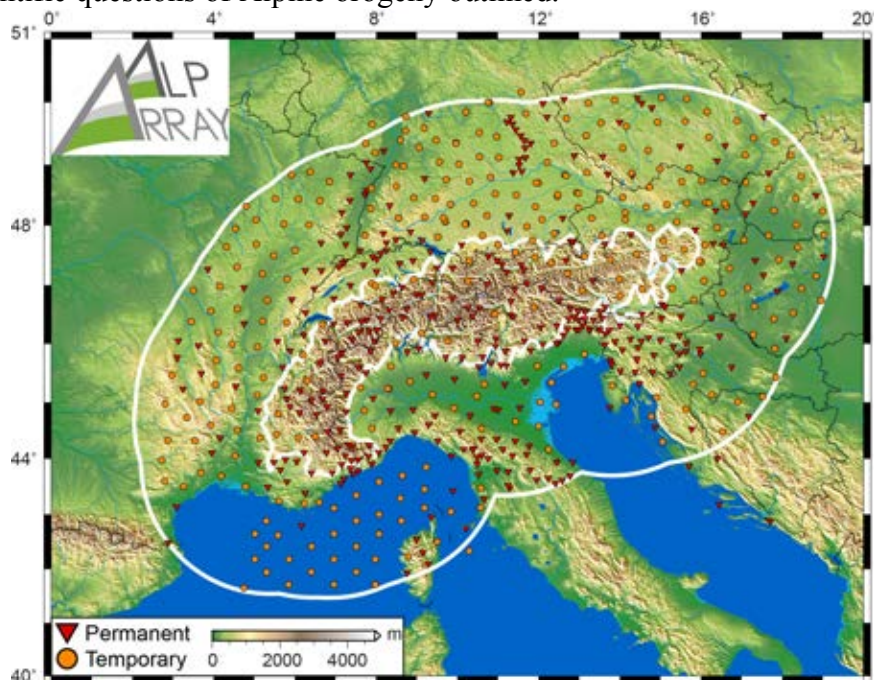 entific questions of Alpine orogeny outlined.
0° 4° 8° 12° 16° 20°
51°
ALP
ARRAY
48°
44°
Permanent
m
Temporary
0 2000 4000
40°